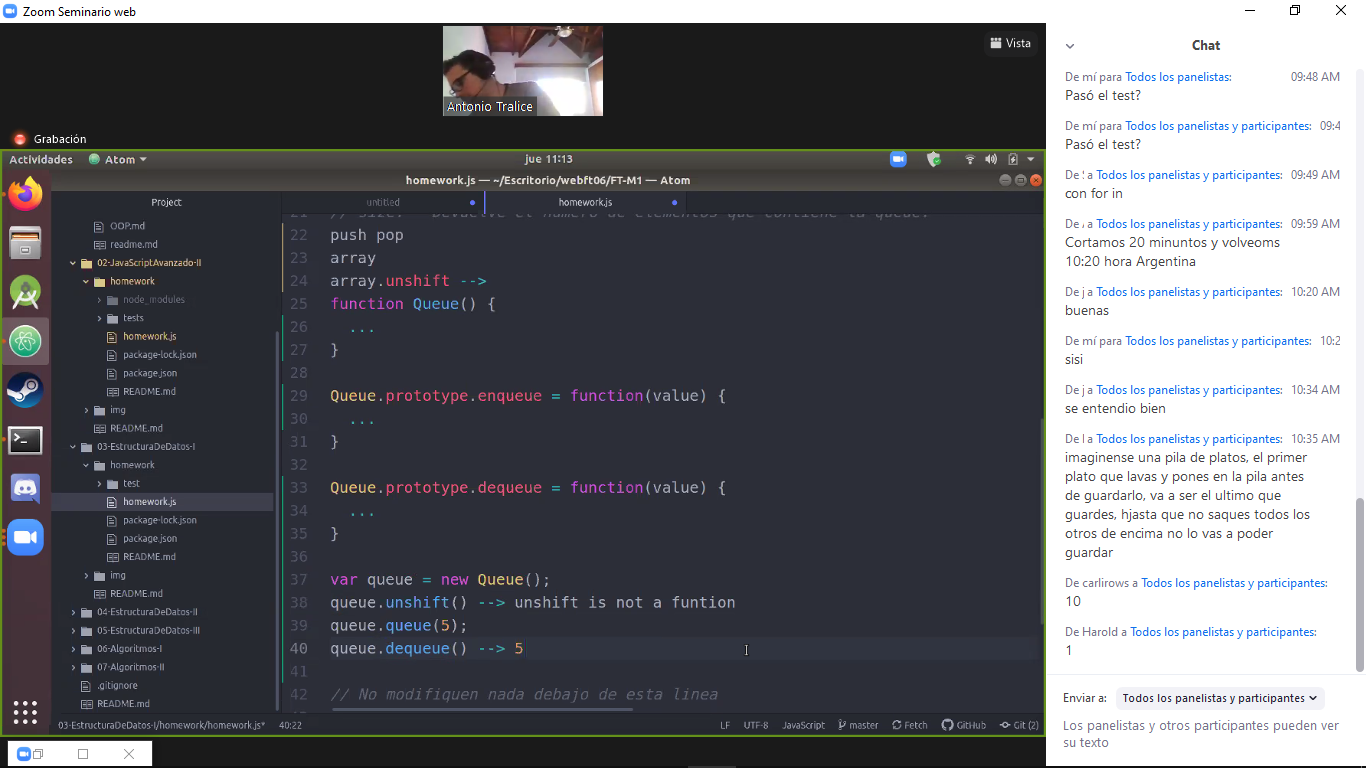 Zoom Seminario web
Vista
Antonio Tralice
Grabación
Actividades
Atom
jue 11:13
homework.js — ~/Escritorio/webft06/FT-M1 — Atom
Project
OOP.md
readme.md
02-JavaScriptAvanzado-II
homework
node_modules
tests
homework.js
package-lock.json
package.json
README.md
img
README.md
03-EstructuraDeDatos-I
homework
test
homework.js
package-lock.json
package.json
README.md
img
README.md
04-EstructuraDeDatos-II
05-EstructuraDeDatos-III
06-Algoritmos-I
07-Algoritmos-II
.gitignore
README.md
untitled
homework.js
22 push pop
23 array
24 array.unshift -->
25 function Queue() {
26 ...
27 }
28
29 Queue.prototype.enqueue = function(value) {
30 ...
31 }
32
33 Queue.prototype.dequeue = function(value) {
34 ...
35 }
36
37 var queue = new Queue();
38 queue.unshift() --> unshift is not a funtion
39 queue.queue(5);
40 queue.dequeue() --> 5
41
42 // No modifiquen nada debajo de esta linea
03-EstructuraDeDatos-I/homework/homework.js* 40:22
LF UTF-8 JavaScript master Fetch GitHub Git (2)
Chat
De mí para Todos los panelistas: 09:48 AM
Pasó el test?
De mí para Todos los panelistas y participantes: 09:4
Pasó el test?
De a Todos los panelistas y participantes: 09:49 AM
con for in
De a Todos los panelistas y participantes: 09:59 AM
Cortamos 20 minuntos y volveoms
10:20 hora Argentina
De j a Todos los panelistas y participantes: 10:20 AM
buenas
De mí para Todos los panelistas y participantes: 10:2
sisi
De j a Todos los panelistas y participantes: 10:34 AM
se entendio bien
De l a Todos los panelistas y participantes: 10:35 AM
imaginense una pila de platos, el primer
plato que lavas y pones en la pila antes
de guardarlo, va a ser el ultimo que
guardes, hjasta que no saques todos los
otros de encima no lo vas a poder
guardar
De carlirows a Todos los panelistas y participantes:
10
De Harold a Todos los panelistas y participantes:
1
Enviar a: Todos los panelistas y participantes
Los panelistas y otros participantes pueden ver
su texto